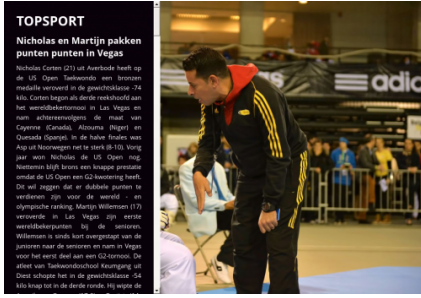 TOPSPORT
Nicholas en Martijn pakken
punten punten in Vegas
Nicholas Corten (21) uit Averbode heeft op
de US Open Taekwondo een bronzen
medaille veroverd in de gewichtsklasse -74
kilo. Corten begon als derde reekshoofd aan
het wereldbekertornooi in Las Vegas en
nam achtereenvolgens de maat van
Cayenne (Canada), Alzouma (Niger) en
Quesada (Spanje). In de halve finales was
Asp uit Noorwegen net te sterk (8-10). Vorig
jaar won Nicholas de US Open nog.
Niettemin blijft brons een knappe prestatie
omdat de US Open een G2-kwotering heeft.
Dit wil zeggen dat er dubbele punten te
verdienen zijn voor de wereld - en
olympische ranking. Martijn Willemsen (17)
veroverde in Las Vegas zijn eerste
wereldbekerpunten bij de senioren.
Willemsen is sinds kort overgestapt van de
junioren naar de senioren en nam in Vegas
voor het eerst deel aan een G2-tornooi. De
atleet van Taekwondoschool Keumgang uit
Diest schopte het in de gewichtsklasse -54
kilo knap tot in de derde ronde. Hij wipte de
adid